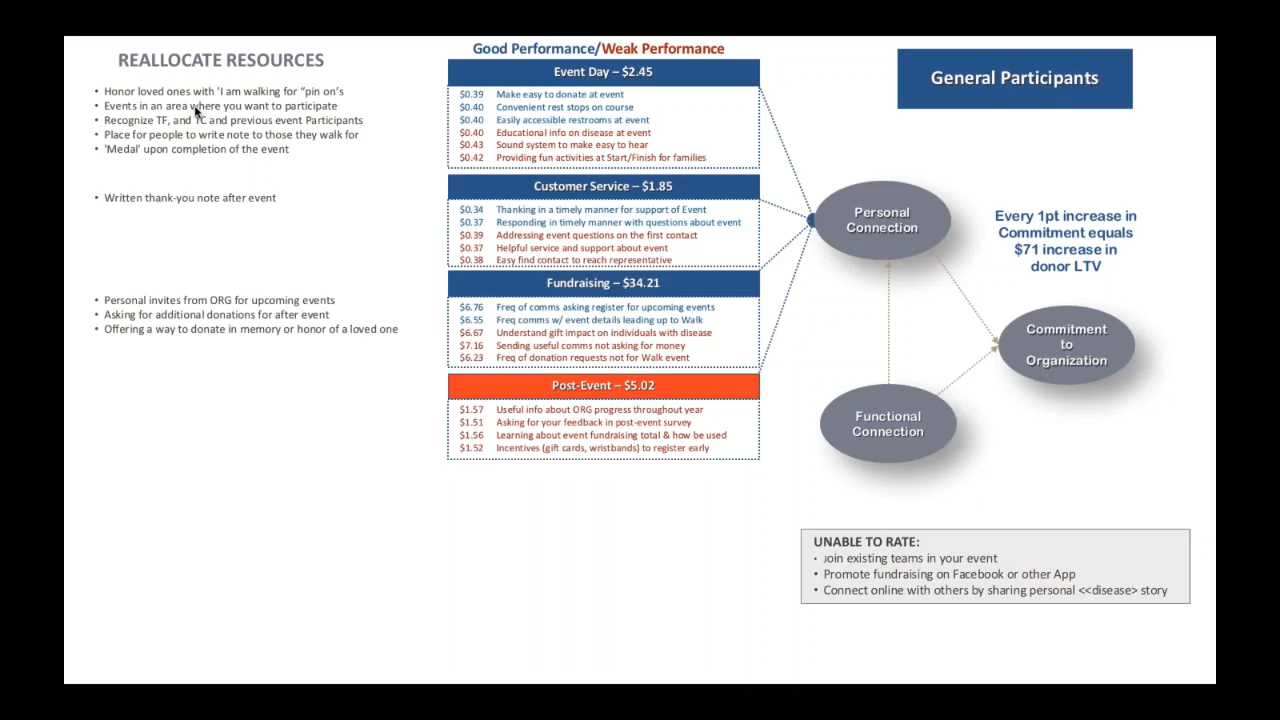 REALLOCATE RESOURCES
• Honor loved ones with 'I am walking for "pin on's
• Events in an area where you want to participate
• Recognize TF, and TC and previous event Participants
• Place for people to write note to those they walk for
• 'Medal' upon completion of the event
• Written thank-you note after event
• Personal invites from ORG for upcoming events
• Asking for additional donations for after event
• Offering a way to donate in memory or honor of a loved one
Good Performance/Weak Performance
Event Day – $2.45
$0.39 Make easy to donate at event
$0.40 Convenient rest stops on course
$0.40 Easily accessible restrooms at event
$0.40 Educational info on disease at event
$0.43 Sound system to make easy to hear
$0.42 Providing fun activities at Start/Finish for families
Customer Service – $1.85
$0.34 Thanking in a timely manner for support of Event
$0.37 Responding in timely manner with questions about event
$0.39 Addressing event questions on the first contact
$0.37 Helpful service and support about event
$0.38 Easy find contact to reach representative
Fundraising – $34.21
$6.76 Freq of comms asking register for upcoming events
$6.55 Freq comms w/ event details leading up to Walk
$6.67 Understand gift impact on individuals with disease
$7.16 Sending useful comms not asking for money
$6.23 Freq of donation requests not for Walk event
Post-Event – $5.02
$1.57 Useful info about ORG progress throughout year
$1.51 Asking for your feedback in post-event survey
$1.56 Learning about event fundraising total & how be used
$1.52 Incentives (gift cards, wristbands) to register early
General Participants
Personal
Connection
Every 1pt increase in
Commitment equals
$71 increase in
donor LTV
Commitment
to
Organization
Functional
Connection
UNABLE TO RATE:
• Join existing teams in your event
• Promote fundraising on Facebook or other App
• Connect online with others by sharing personal <<disease> story